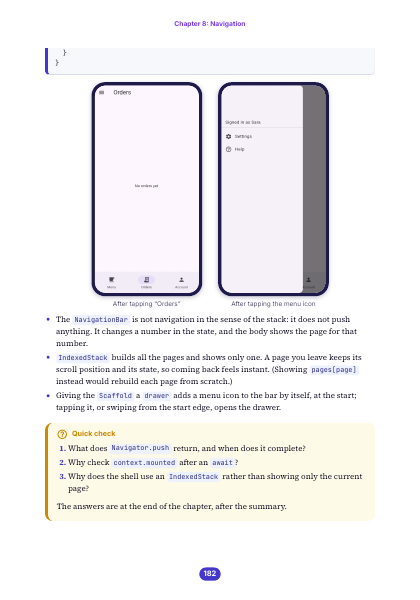 Chapter 8: Navigation
}
}
Orders
No orders yet
Menu
Orders
Account
After tapping "Orders"
Signed in as Sara
Settings
Help
Account
After tapping the menu icon
• The NavigationBar is not navigation in the sense of the stack: it does not push
anything. It changes a number in the state, and the body shows the page for that
number.
• IndexedStack builds all the pages and shows only one. A page you leave keeps its
scroll position and its state, so coming back feels instant. (Showing pages[page]
instead would rebuild each page from scratch.)
• Giving the Scaffold a drawer adds a menu icon to the bar by itself, at the start;
tapping it, or swiping from the start edge, opens the drawer.
Quick check
1. What does Navigator.push return, and when does it complete?
2. Why check context.mounted after an await?
3. Why does the shell use an IndexedStack rather than showing only the current
page?
The answers are at the end of the chapter, after the summary.
182